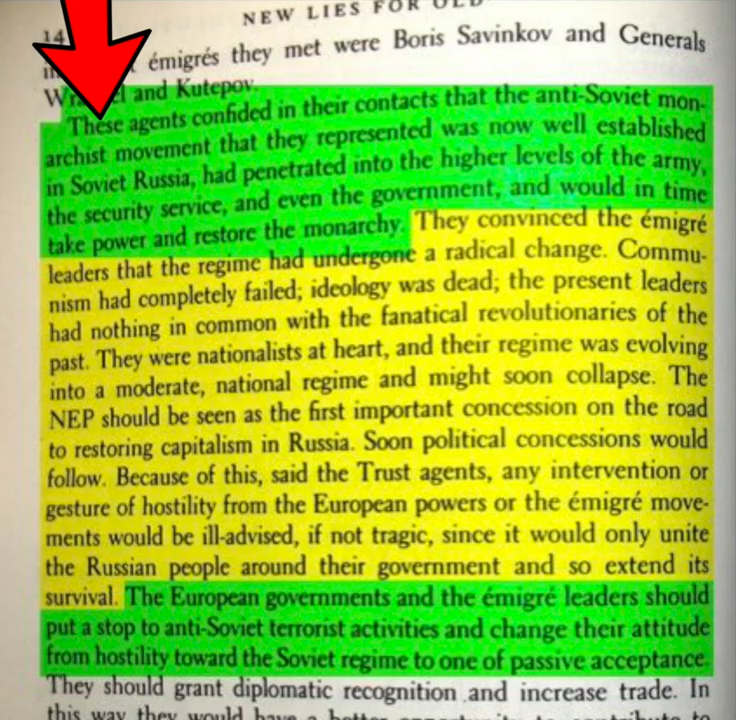 NEW LIES FOR OLD
14
émigrés they met were Boris Savinkov and Generals
and Kutepov.
These agents confided in their contacts that the anti-Soviet mon-
archist movement that they represented was now well established
in Soviet Russia, had penetrated into the higher levels of the army,
the security service, and even the government, and would in time
take power and restore the monarchy. They convinced the émigré
leaders that the regime had undergone a radical change. Commu-
nism had completely failed; ideology was dead; the present leaders
had nothing in common with the fanatical revolutionaries of the
past. They were nationalists at heart, and their regime was evolving
into a moderate, national regime and might soon collapse. The
NEP should be seen as the first important concession on the road
to restoring capitalism in Russia. Soon political concessions would
follow. Because of this, said the Trust agents, any intervention or
gesture of hostility from the European powers or the émigré move-
ments would be ill-advised, if not tragic, since it would only unite
the Russian people around their government and so extend its
survival. The European governments and the émigré leaders should
put a stop to anti-Soviet terrorist activities and change their attitude
from hostility toward the Soviet regime to one of passive acceptance.
They should grant diplomatic recognition and increase trade. In
this way they would have a better opportunity to contribute to